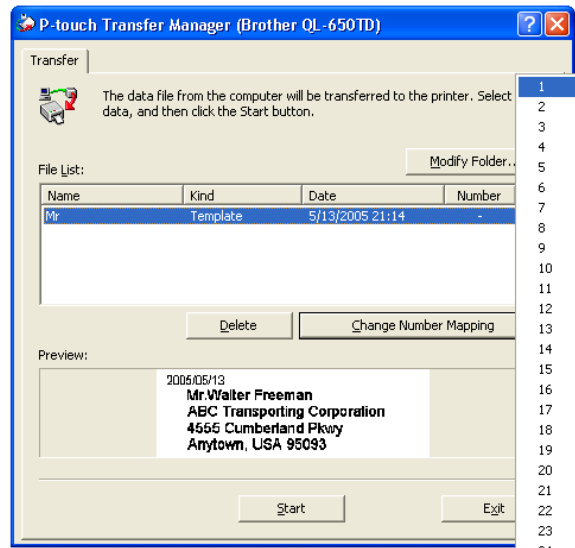 P-touch Transfer Manager (Brother QL-650TD)
Transfer
The data file from the computer will be transferred to the printer. Select
data, and then click the Start button.
Modify Folder..
File List:
Name Kind Date Number
Mr Template 5/13/2005 21:14 -
Delete Change Number Mapping
Preview:
2005/05/13
Mr.Walter Freeman
ABC Transporting Corporation
4555 Cumberland Pkwy
Anytown, USA 95093
Start Exit
1
2
3
4
5
6
7
8
9
10
11
12
13
14
15
16
17
18
19
20
21
22
23